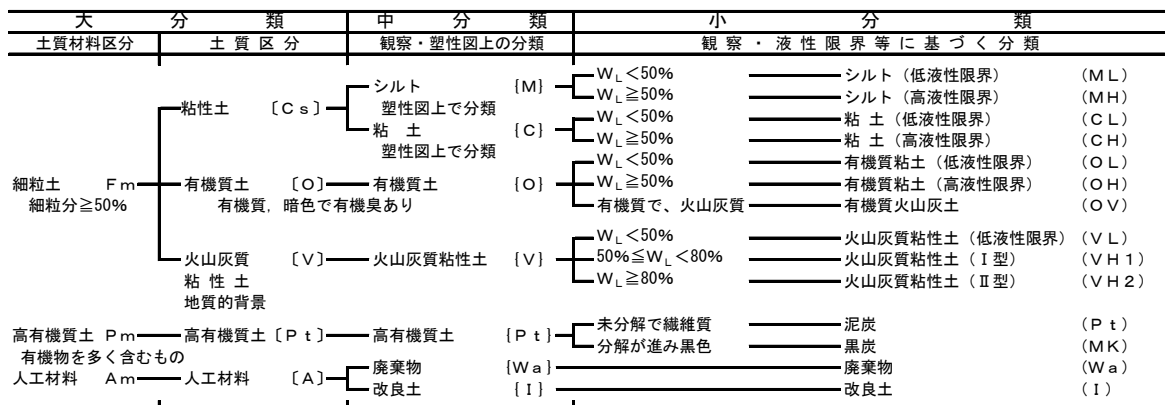 大 分 類 中 分 類 小 分 類
土質材料区分 土 質 区 分 観察・塑性図上の分類 観 察 ・ 液 性 限 界 等 に 基 づ く 分 類
シルト {M} WL<50% シルト(低液性限界) (ML)
粘性土 〔Cs〕 塑性図上で分類 WL≧50% シルト(高液性限界) (MH)
粘 土 {C} WL<50% 粘 土(低液性限界) (CL)
塑性図上で分類 WL≧50% 粘 土(高液性限界) (CH)
WL<50% 有機質粘土(低液性限界) (OL)
細粒土 Fm 有機質土 〔O〕 有機質土 {O} WL≧50% 有機質粘土(高液性限界) (OH)
細粒分≧50% 有機質,暗色で有機臭あり 有機質で、火山灰質 有機質火山灰土 (OV)
WL<50% 火山灰質粘性土(低液性限界) (VL)
火山灰質 〔V〕 火山灰質粘性土 {V} 50%≦WL<80% 火山灰質粘性土(Ⅰ型) (VH1)
粘 性 土 WL≧80% 火山灰質粘性土(Ⅱ型) (VH2)
地質的背景
高有機質土 Pm 高有機質土〔Pt〕 高有機質土 {Pt} 未分解で繊維質 泥炭 (Pt)
有機物を多く含むもの 分解が進み黒色 黒炭 (MK)
人工材料 Am 人工材料 〔A〕 廃棄物 {Wa} 廃棄物 (Wa)
改良土 {I} 改良土 (I)